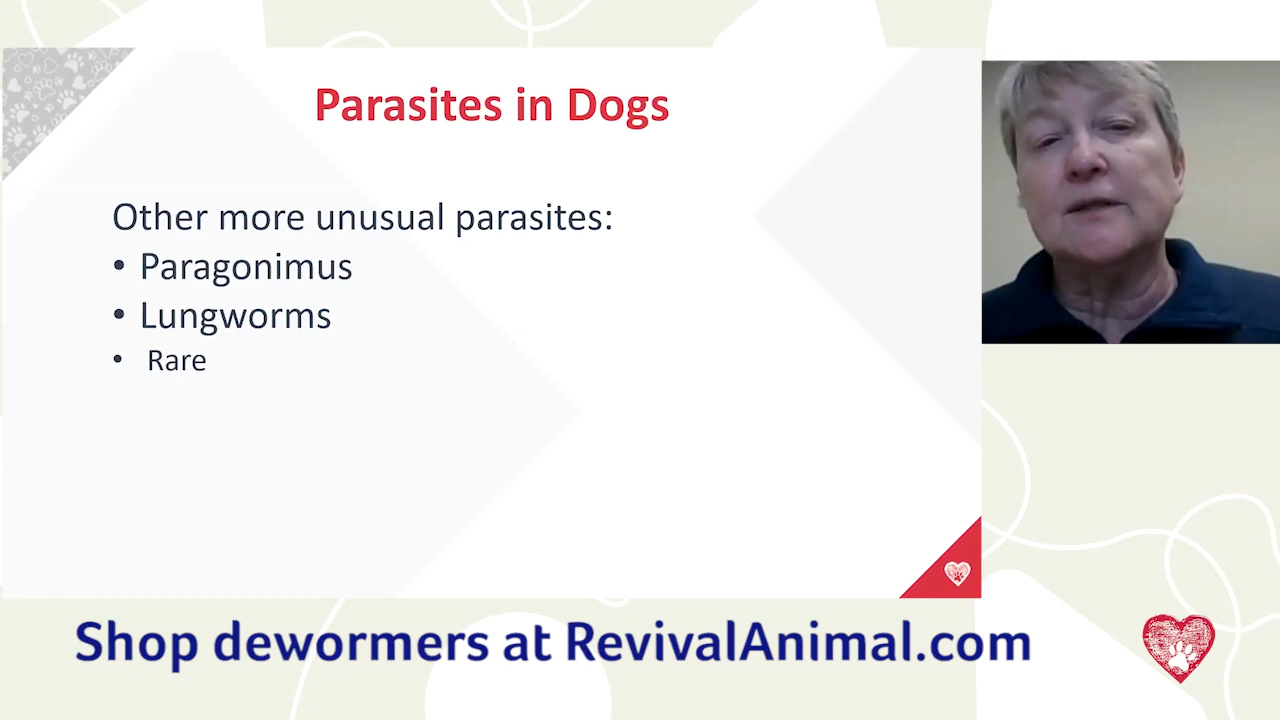 Parasites in Dogs
Other more unusual parasites:
• Paragonimus
• Lungworms
• Rare
Shop dewormers at RevivalAnimal.com